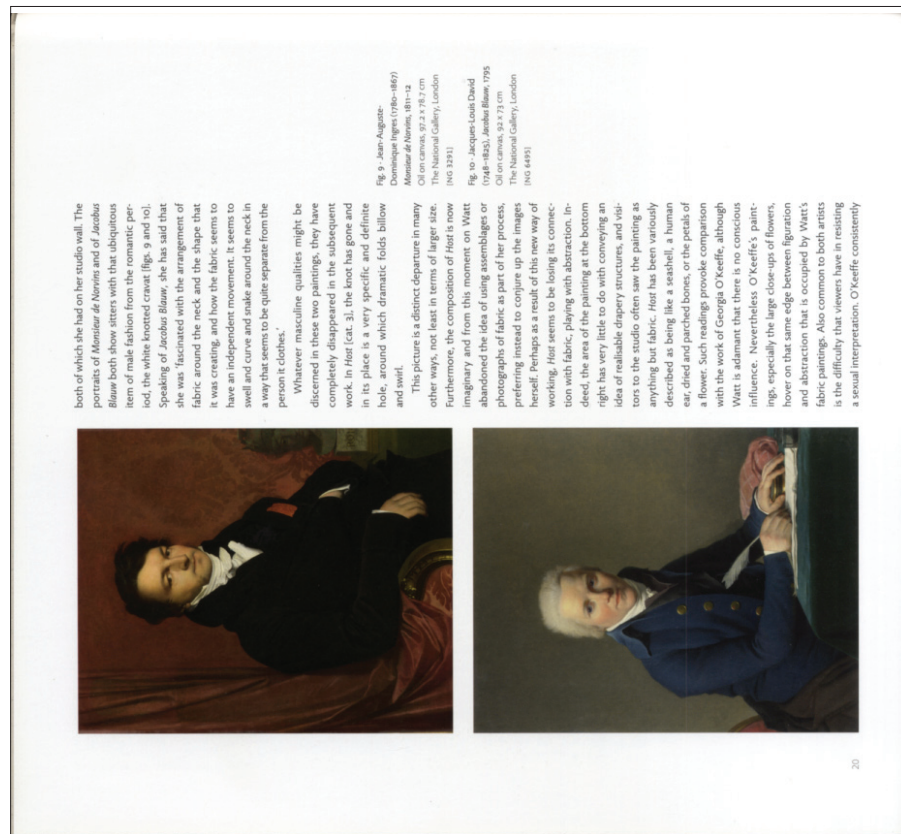 both of which she had on her studio wall. The
portraits of Monsieur de Norvins and of Jacobus
Blauw both show sitters with that ubiquitous
item of male fashion from the romantic per-
iod, the white knotted cravat [figs. 9 and 10].
Speaking of Jacobus Blauw, she has said that
she was ‘fascinated with the arrangement of
fabric around the neck and the shape that
it was creating, and how the fabric seems to
have an independent movement. It seems to
swell and curve and snake around the neck in
a way that seems to be quite separate from the
person it clothes.’
Whatever masculine qualities might be
discerned in these two paintings, they have
completely disappeared in the subsequent
work. In Host [cat. 3], the knot has gone and
in its place is a very specific and definite
hole, around which dramatic folds billow
and swirl.
This picture is a distinct departure in many
other ways, not least in terms of larger size.
Furthermore, the composition of Host is now
imaginary and from this moment on Watt
abandoned the idea of using assemblages or
photographs of fabric as part of her process,
preferring instead to conjure up the images
herself. Perhaps as a result of this new way of
working, Host seems to be losing its connec-
tion with fabric, playing with abstraction. In-
deed, the area of the painting at the bottom
right has very little to do with conveying an
idea of realisable drapery structures, and visi-
tors to the studio often saw the painting as
anything but fabric. Host has been variously
described as being like a seashell, a human
ear, dried and parched bones, or the petals of
a flower. Such readings provoke comparison
with the work of Georgia O’Keeffe, although
Watt is adamant that there is no conscious
influence. Nevertheless O’Keeffe’s paint-
ings, especially the large close-ups of flowers,
hover on that same edge between figuration
and abstraction that is occupied by Watt’s
fabric paintings. Also common to both artists
is the difficulty that viewers have in resisting
a sexual interpretation. O’Keeffe consistently
Fig. 9 · Jean-Auguste-
Dominique Ingres (1780–1867)
Monsieur de Norvins, 1811–12
Oil on canvas, 97.2 x 78.7 cm
The National Gallery, London
[NG 3291]
Fig. 10 · Jacques-Louis David
(1748–1825), Jacobus Blauw, 1795
Oil on canvas, 92 x 73 cm
The National Gallery, London
[NG 6495]
20